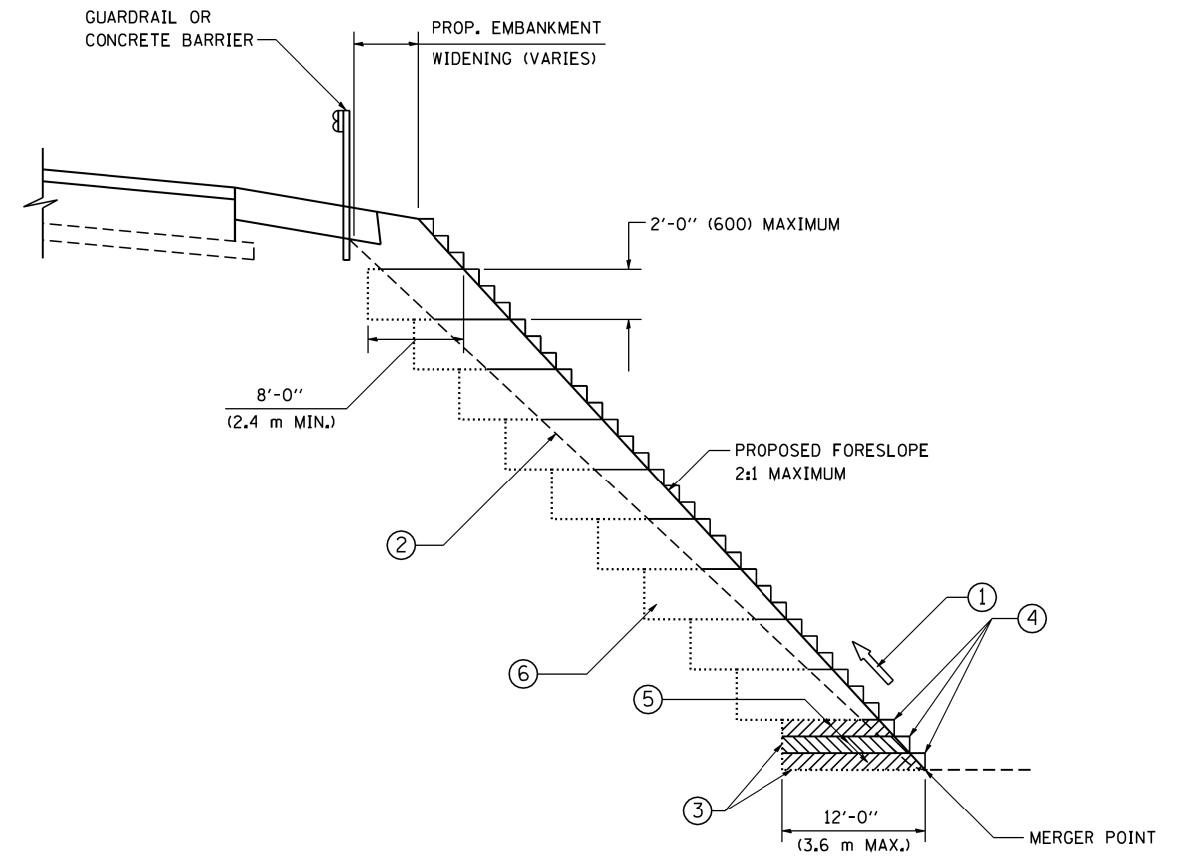 GUARDRAIL OR
CONCRETE BARRIER
PROP. EMBANKMENT
WIDENING (VARIES)
2'-0" (600) MAXIMUM
8'-0"
(2.4 m MIN.)
PROPOSED FORESLOPE
2:1 MAXIMUM
2
1
4
6
5
3
12'-0"
(3.6 m MAX.)
MERGER POINT